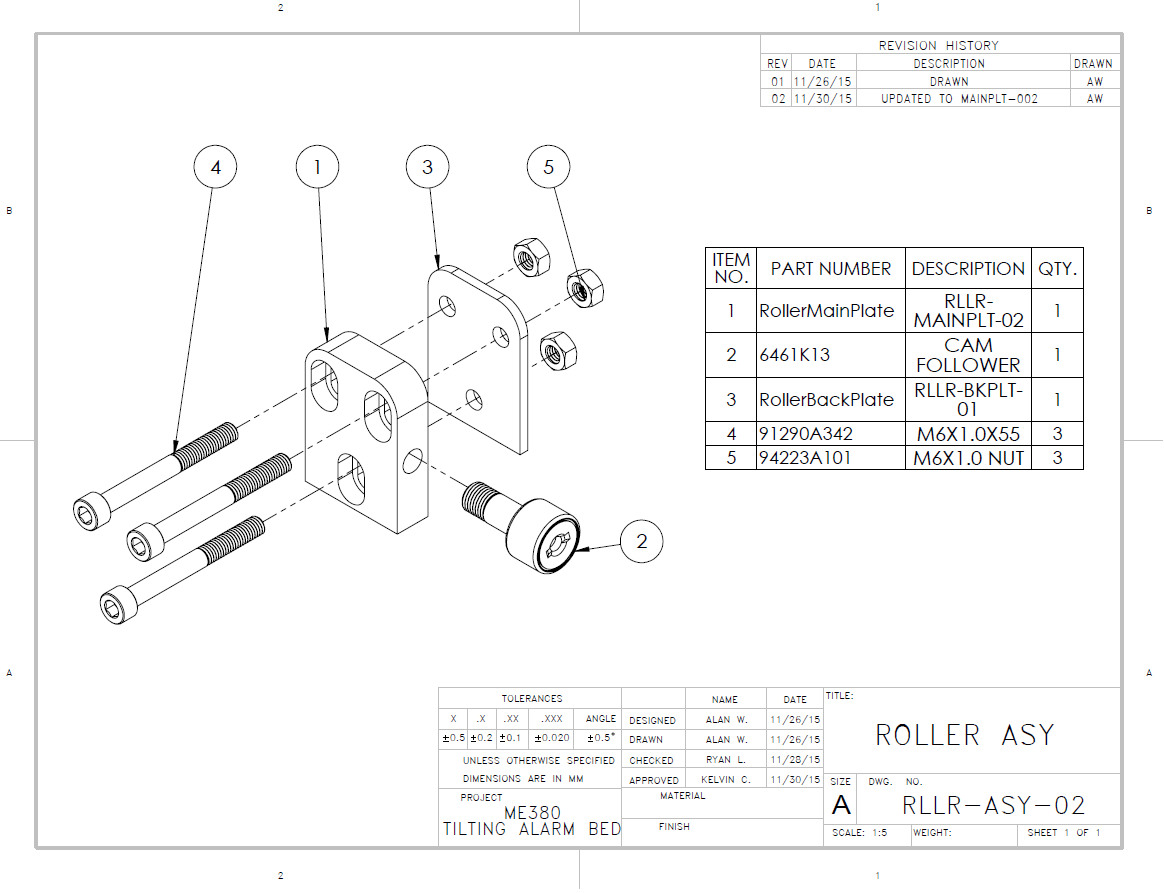 2 1
REVISION HISTORY
REV DATE DESCRIPTION DRAWN
01 11/26/15 DRAWN AW
02 11/30/15 UPDATED TO MAINPLT-002 AW
4 1 3 5
B B
ITEM NO. PART NUMBER DESCRIPTION QTY.
1 RollerMainPlate RLLR-MAINPLT-02 1
2 6461K13 CAM FOLLOWER 1
3 RollerBackPlate RLLR-BKPLT-01 1
4 91290A342 M6X1.0X55 3
5 94223A101 M6X1.0 NUT 3
2
A A
TOLERANCES
X .X .XX .XXX ANGLE
±0.5 ±0.2 ±0.1 ±0.020 ±0.5°
UNLESS OTHERWISE SPECIFIED
DIMENSIONS ARE IN MM
PROJECT
ME380
TILTING ALARM BED
NAME DATE
DESIGNED ALAN W. 11/26/15
DRAWN ALAN W. 11/26/15
CHECKED RYAN L. 11/28/15
APPROVED KELVIN C. 11/30/15
MATERIAL
FINISH
TITLE:
ROLLER ASY
SIZE DWG. NO.
A RLLR-ASY-02
SCALE: 1:5 WEIGHT: SHEET 1 OF 1
2 1